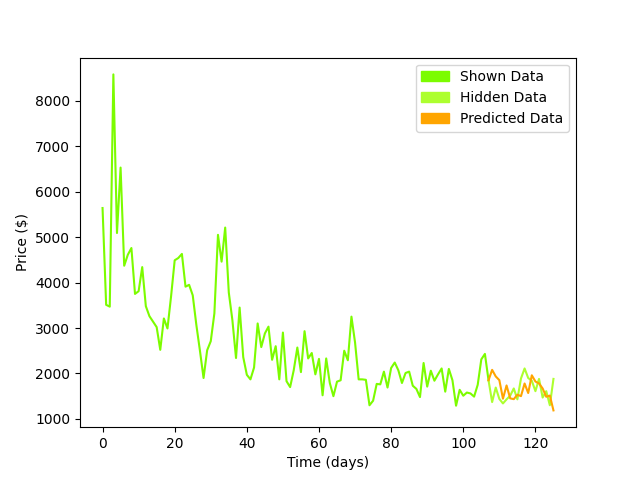 Shown Data
Hidden Data
Predicted Data
Price ($)
8000
7000
6000
5000
4000
3000
2000
1000
0 20 40 60 80 100 120
Time (days)